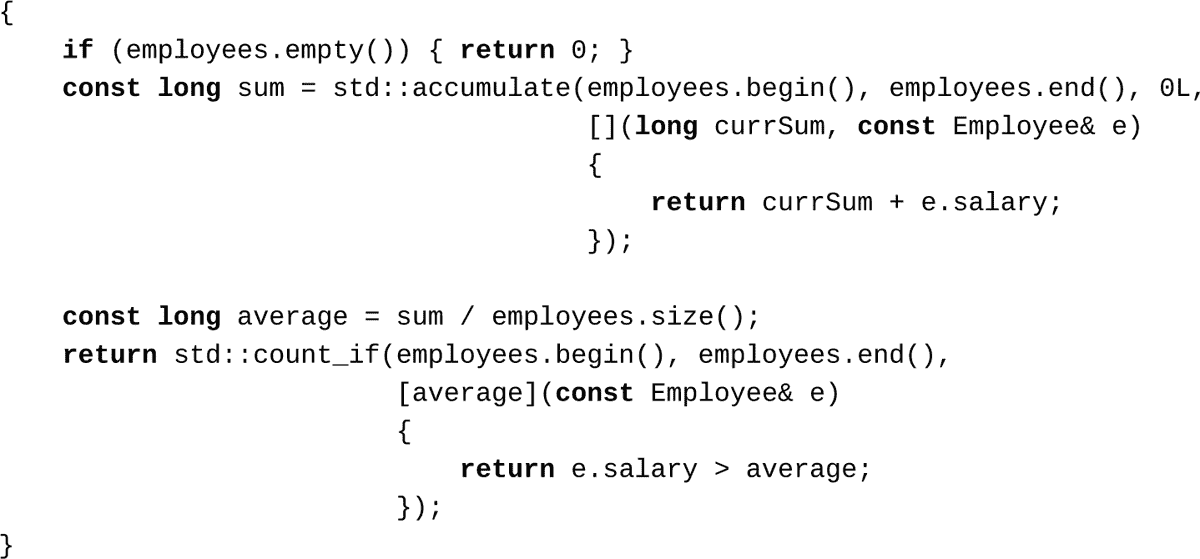 {
    if (employees.empty()) { return 0; }
    const long sum = std::accumulate(employees.begin(), employees.end(), 0L,
                                     [](long currSum, const Employee& e)
                                     {
                                         return currSum + e.salary;
                                     });

    const long average = sum / employees.size();
    return std::count_if(employees.begin(), employees.end(),
                         [average](const Employee& e)
                         {
                             return e.salary > average;
                         });
}